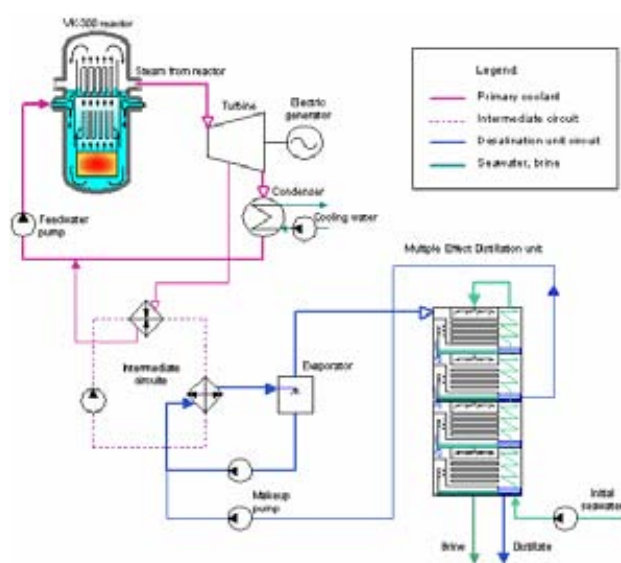 VK-300 reactor
Steam from reactor
Turbine
Electric
generator
Condenser
Cooling water
Feedwater
pump
Legend
Primary coolant
Intermediate circuit
Desalination unit circuit
Seawater, brine
Multiple Effect Distillation unit
Intermediate
circuits
Evaporator
Makeup
pump
Initial
seawater
Brine
Distillate